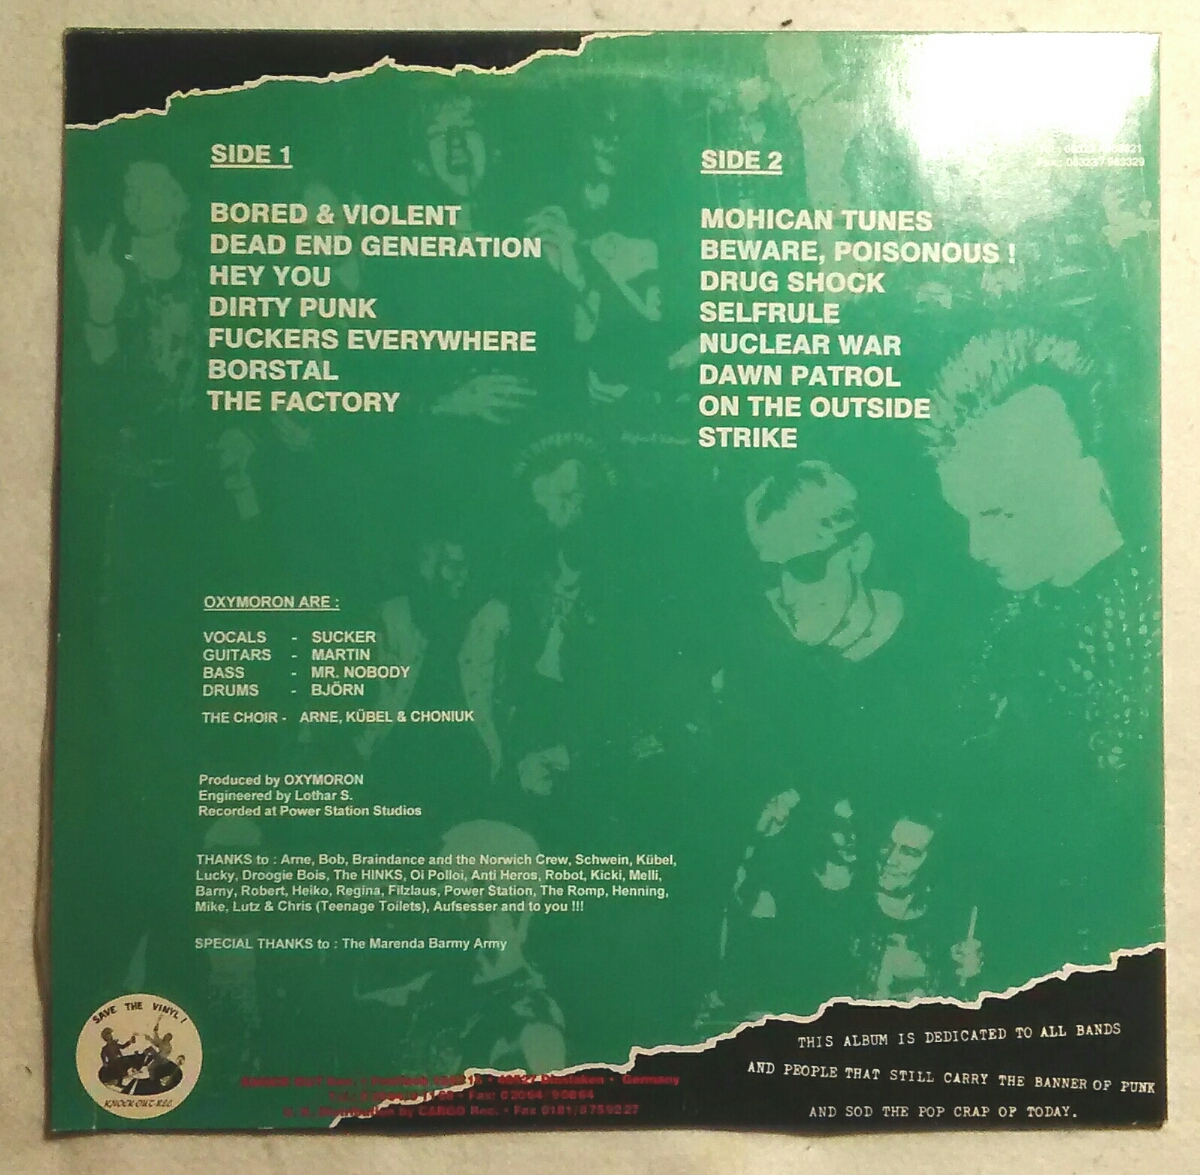 SIDE 1
BORED & VIOLENT
DEAD END GENERATION
HEY YOU
DIRTY PUNK
FUCKERS EVERYWHERE
BORSTAL
THE FACTORY
SIDE 2
MOHICAN TUNES
BEWARE, POISONOUS !
DRUG SHOCK
SELFRULE
NUCLEAR WAR
DAWN PATROL
ON THE OUTSIDE
STRIKE
OXYMORON ARE :
VOCALS - SUCKER
GUITARS - MARTIN
BASS - MR. NOBODY
DRUMS - BJÖRN
THE CHOIR - ARNE, KÜBEL & CHONIUK
Produced by OXYMORON
Engineered by Lothar S.
Recorded at Power Station Studios
THANKS to : Arne, Bob, Braindance and the Norwich Crew, Schwein, Kübel,
Lucky, Droogie Bois, The HINKS, Oi Polloi, Anti Heros, Robot, Kicki, Melli,
Barny, Robert, Heiko, Regina, Filzlaus, Power Station, The Romp, Henning,
Mike, Lutz & Chris (Teenage Toilets), Aufsesser and to you !!!
SPECIAL THANKS to : The Marenda Barmy Army
SAVE THE VINYL !
KNOCK-OUT-REC.
Dinslaken • Germany
Fax: 02064 / 90864
Distribution by CARGO Rec. • Fax 0181 / 8759227
THIS ALBUM IS DEDICATED TO ALL BANDS
AND PEOPLE THAT STILL CARRY THE BANNER OF PUNK
AND SOD THE POP CRAP OF TODAY.